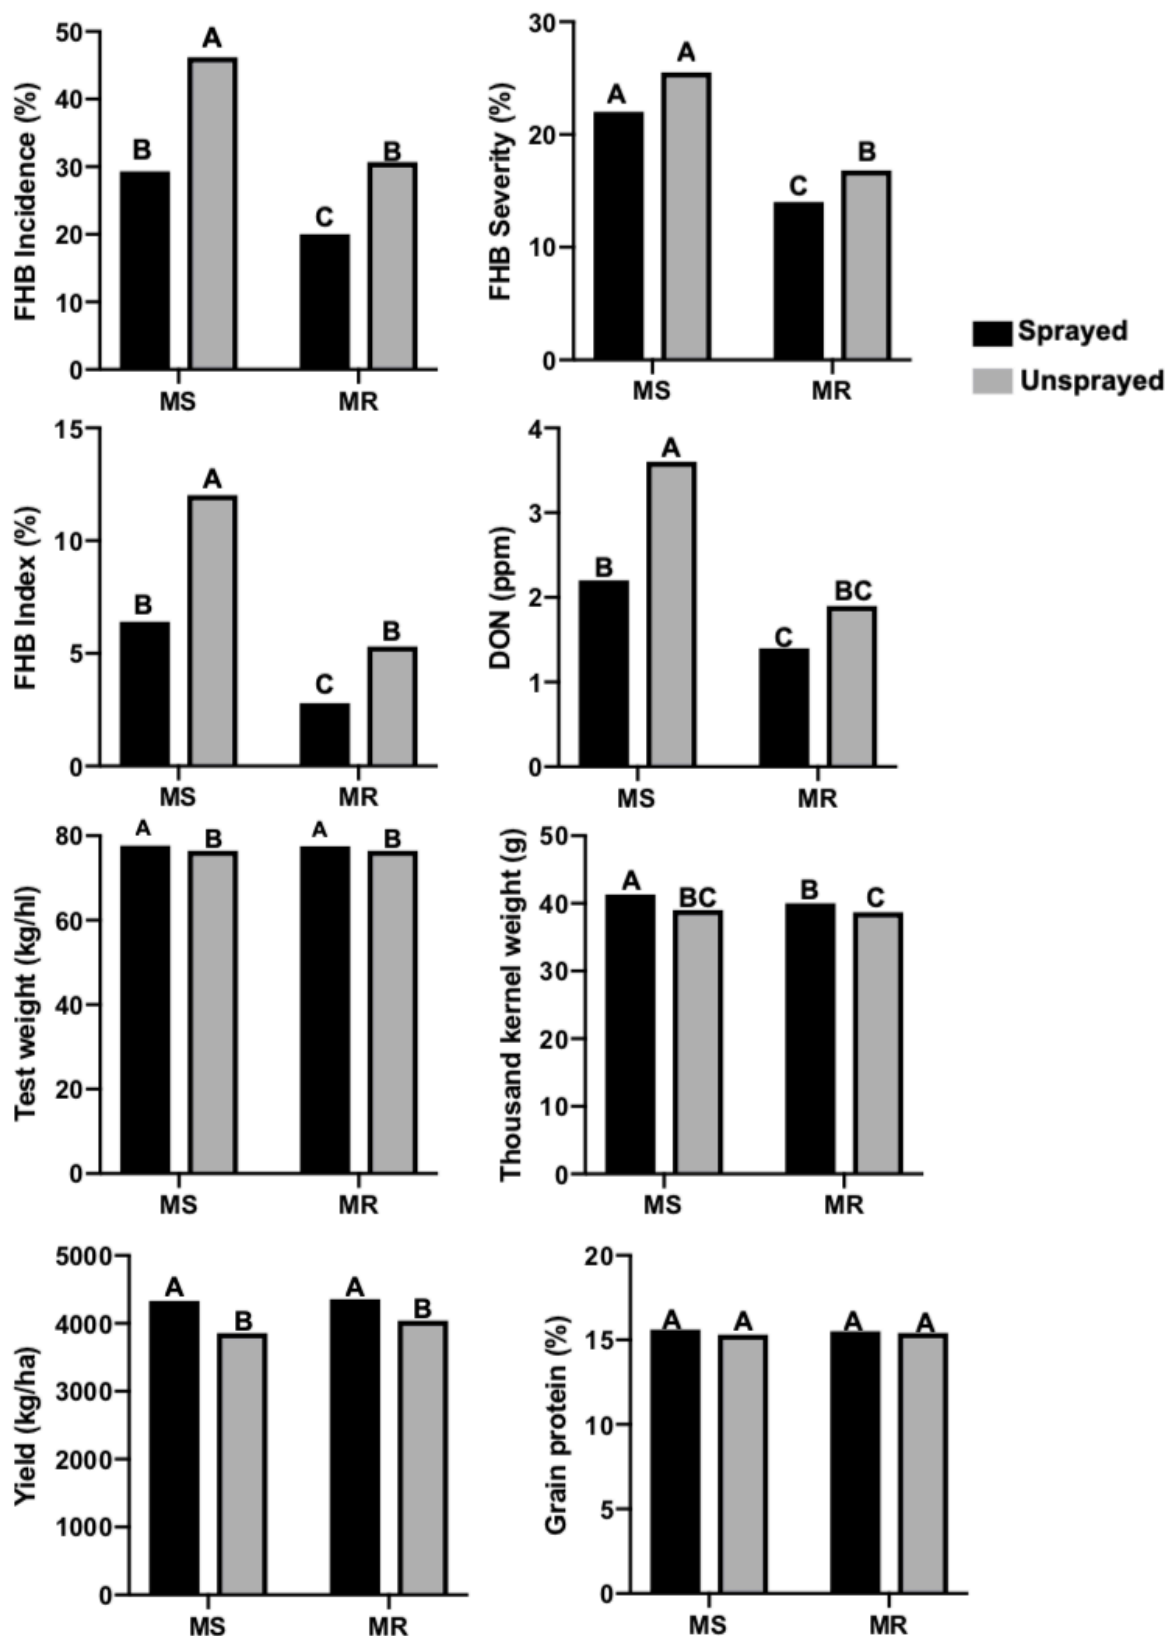 FHB Incidence (%)
50
40
30
20
10
0
B
A
C
B
MS
MR
FHB Severity (%)
30
20
10
0
A
A
C
B
MS
MR
Sprayed
Unsprayed
FHB Index (%)
15
10
5
0
B
A
C
B
MS
MR
DON (ppm)
4
3
2
1
0
B
A
C
BC
MS
MR
Test weight (kg/hl)
80
60
40
20
0
A
B
A
B
MS
MR
Thousand kernel weight (g)
50
40
30
20
10
0
A
BC
B
C
MS
MR
Yield (kg/ha)
5000
4000
3000
2000
1000
0
A
B
A
B
MS
MR
Grain protein (%)
20
15
10
5
0
A
A
A
A
MS
MR